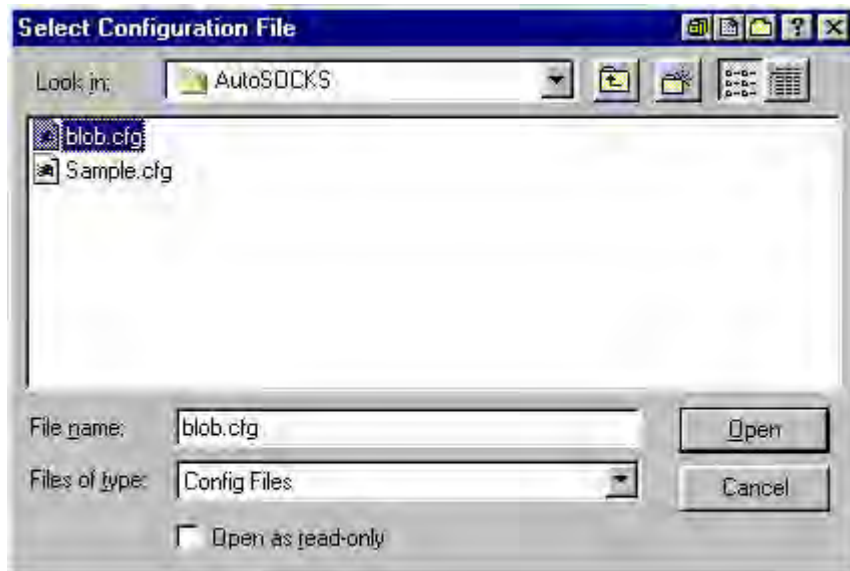 Select Configuration File
Look in: AutoSOCKS
blob.cfg
Sample.cfg
File name: blob.cfg Open
Files of type: Config Files Cancel
Open as read-only